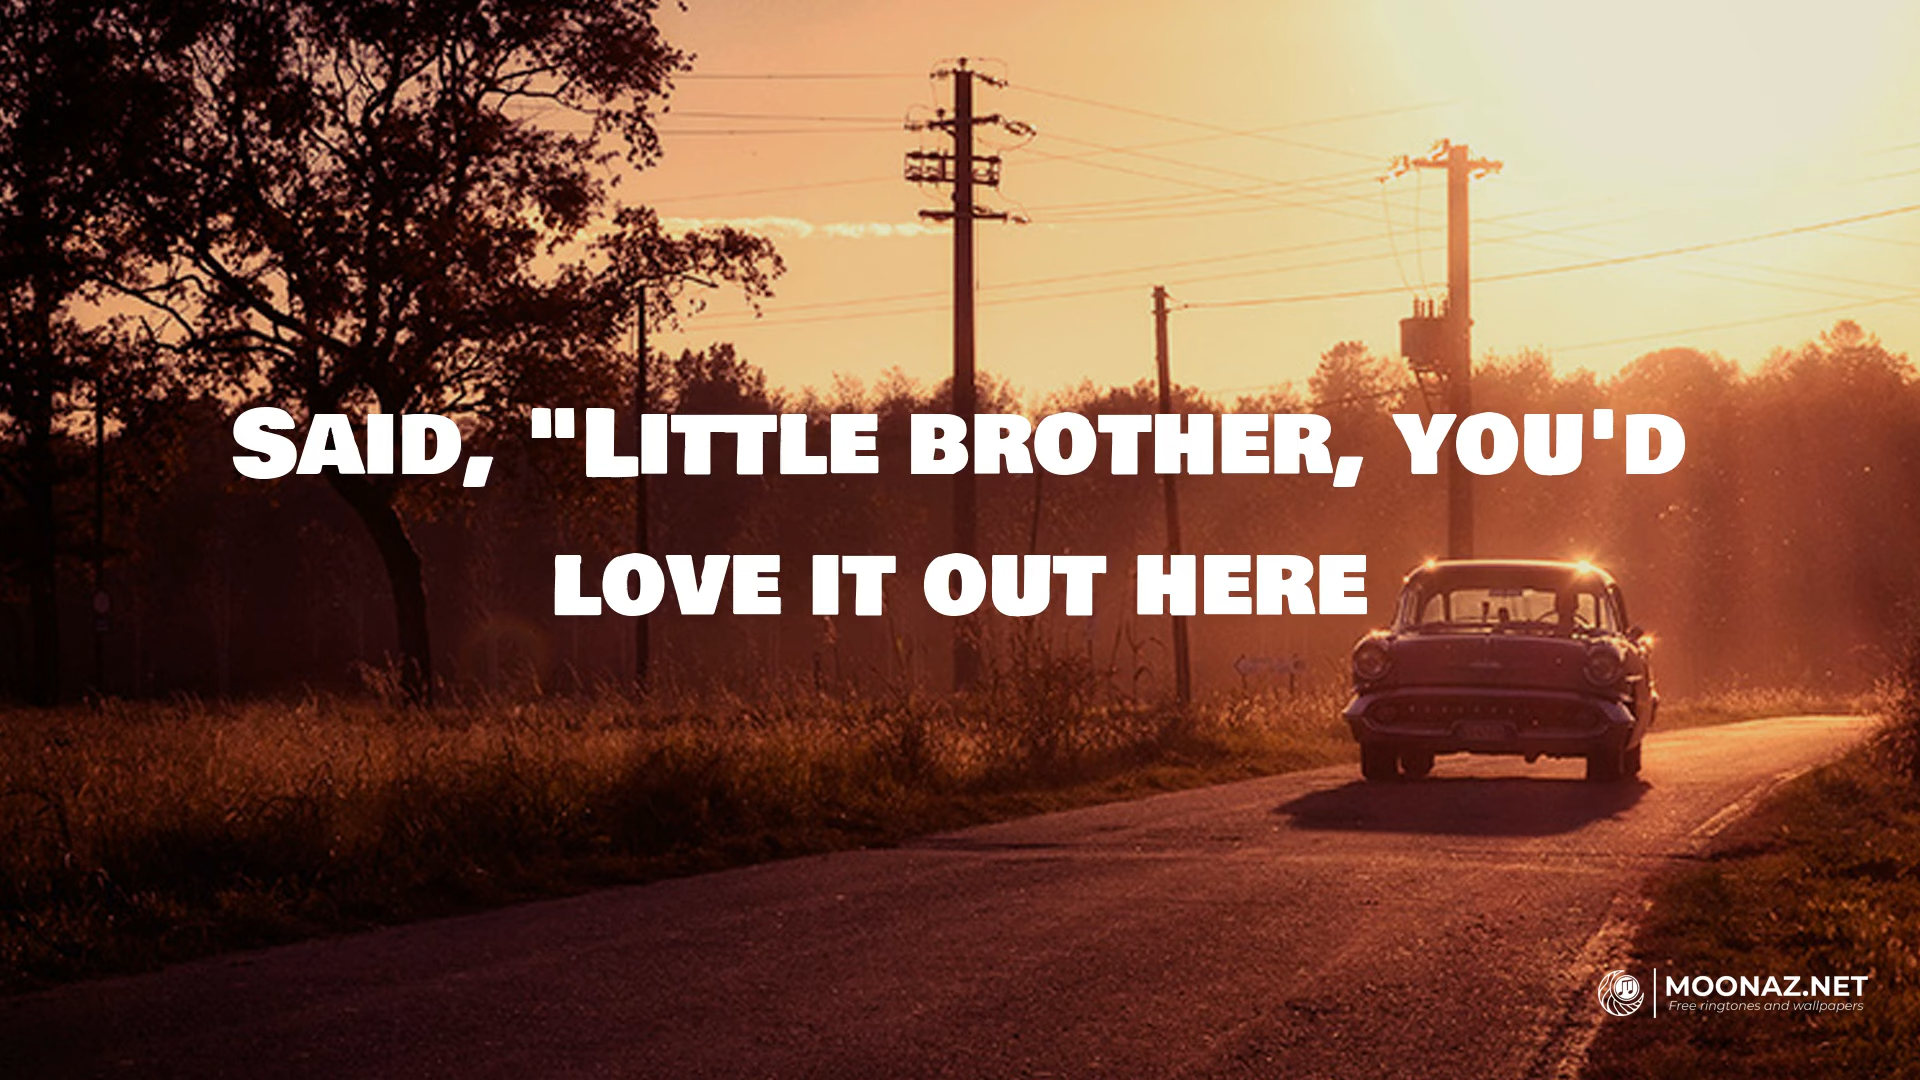 Said, "Little brother, you'd
love it out here
MOONAZ.NET
Free ringtones and wallpapers